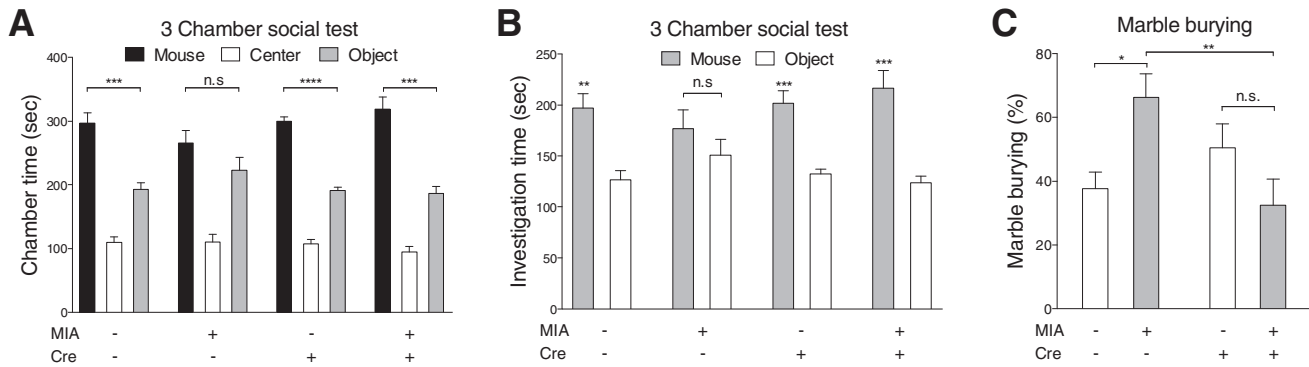 A
3 Chamber social test
Mouse Center Object
Chamber time (sec)
400
300
200
100
0
*** n.s **** ***
MIA - + - +
Cre - - + +
B
3 Chamber social test
Mouse Object
Investigation time (sec)
250
200
150
100
50
0
** n.s *** ***
MIA - + - +
Cre - - + +
C
Marble burying
Marble burying (%)
80
60
40
20
0
* ** n.s.
MIA - + - +
Cre - - + +